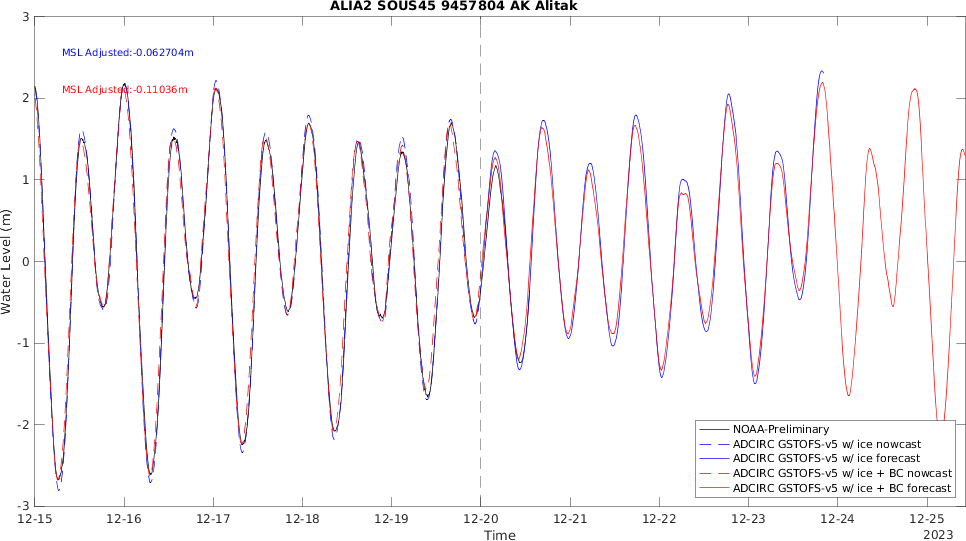 ALIA2 SOUS45 9457804 AK Alitak
MSL Adjusted:-0.062704m
MSL Adjusted:-0.11036m
3
2
1
0
-1
-2
-3
Water Level (m)
NOAA-Preliminary
ADCIRC GSTOFS-v5 w/ ice nowcast
ADCIRC GSTOFS-v5 w/ ice forecast
ADCIRC GSTOFS-v5 w/ ice + BC nowcast
ADCIRC GSTOFS-v5 w/ ice + BC forecast
12-15 12-16 12-17 12-18 12-19 12-20 12-21 12-22 12-23 12-24 12-25
Time
2023